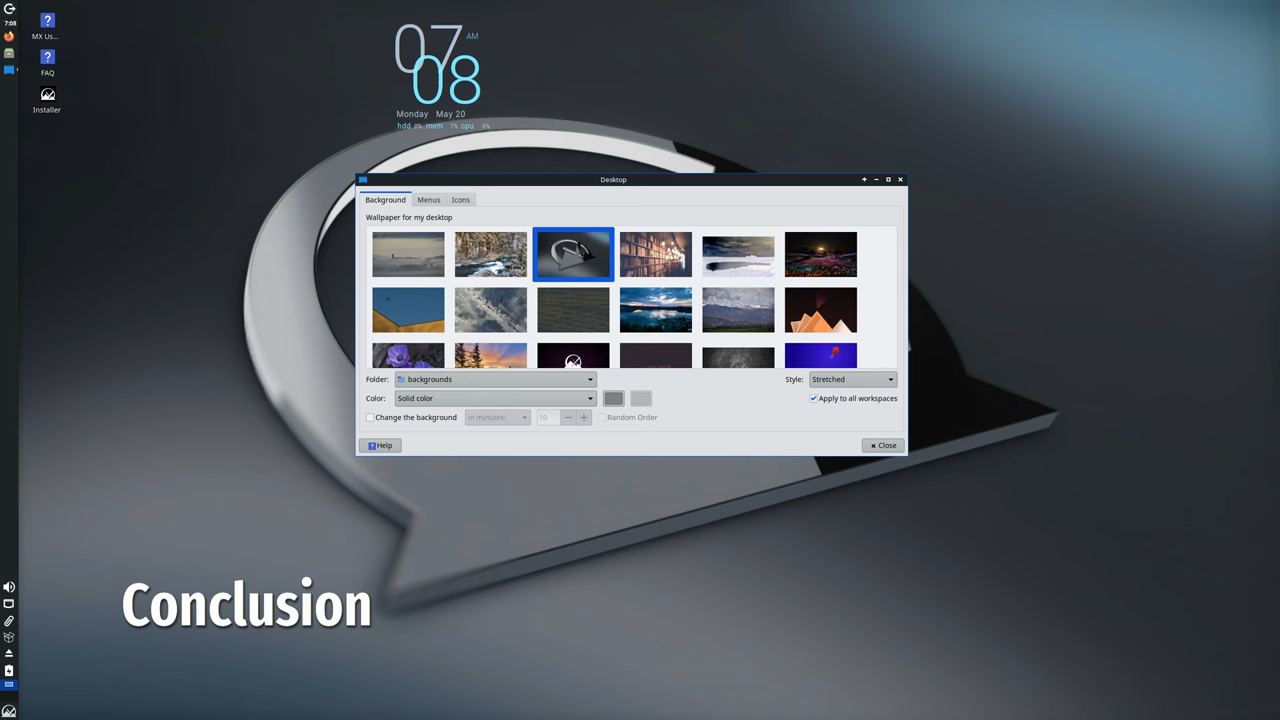 7:08
MX Us...
FAQ
Installer
07 AM
08
Monday May 20
hdd 0% mem 7% cpu 0%
Desktop
Background Menus Icons
Wallpaper for my desktop
Folder: backgrounds Style: Stretched
Color: Solid color Apply to all workspaces
Change the background In minutes: 10 Random Order
Help Close
Conclusion